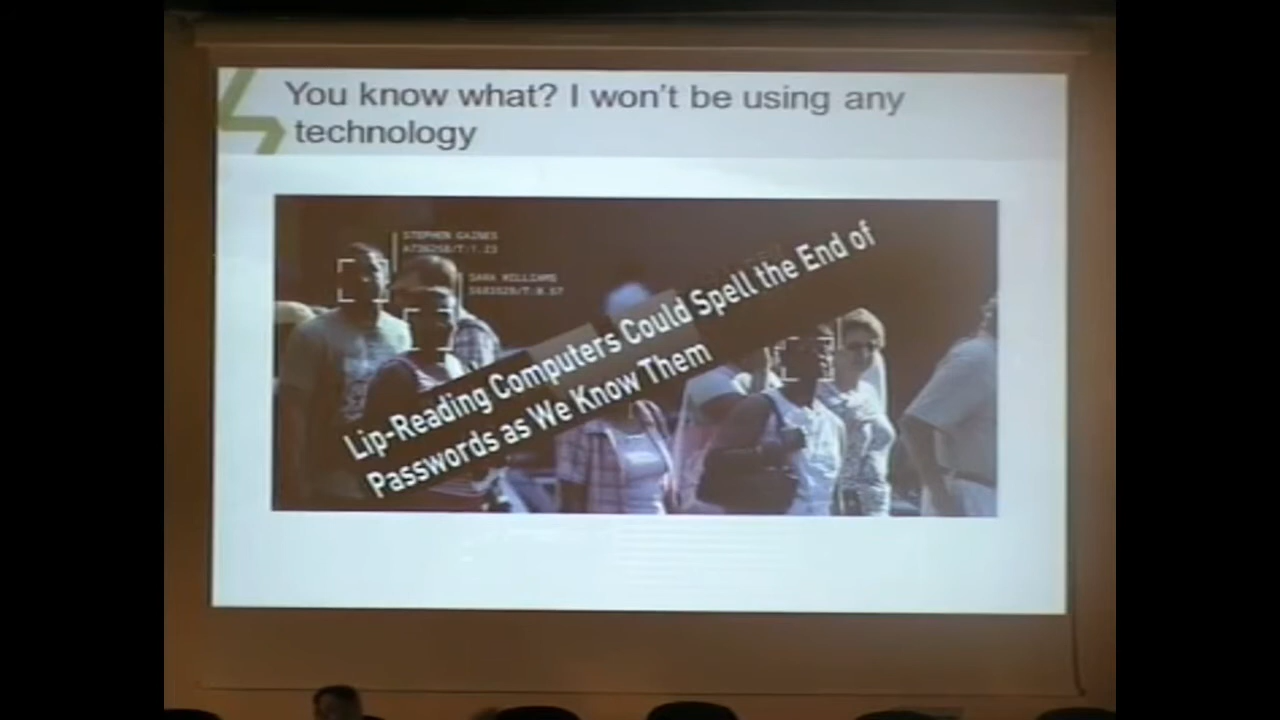 You know what? I won't be using any
technology
STEPHEN GAINES
SARA WILLIAMS
Lip-Reading Computers Could Spell the End of
Passwords as We Know Them